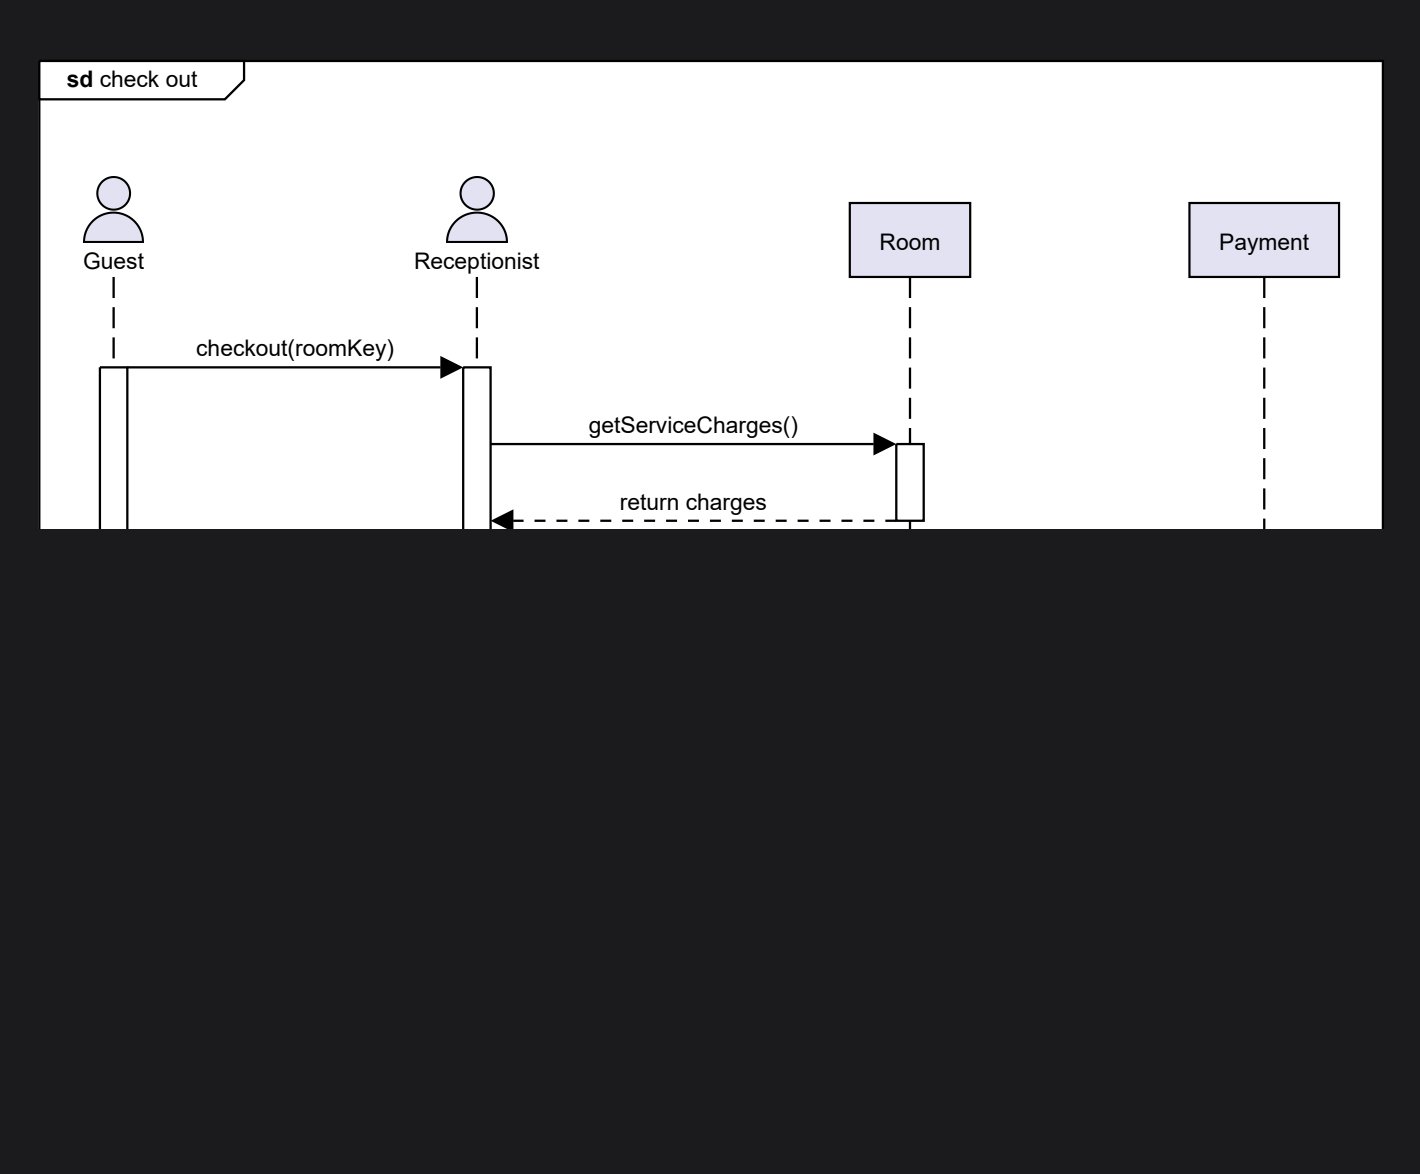 sd check out
Guest
Receptionist
Room
Payment
checkout(roomKey)
getServiceCharges()
return charges